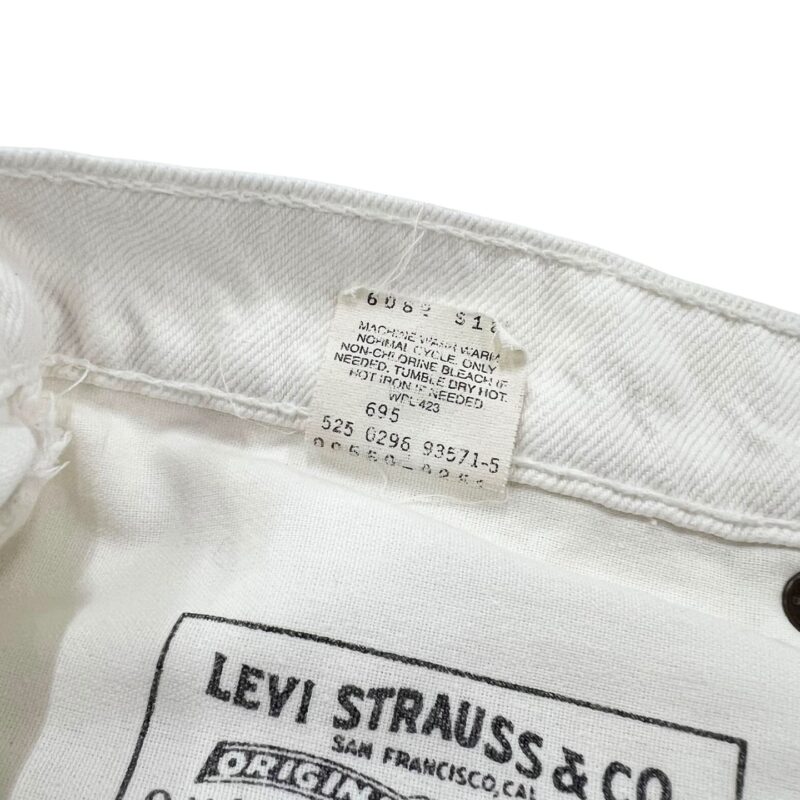 MACHINE WASH WARM
NORMAL CYCLE. ONLY
NON-CHLORINE BLEACH IF
NEEDED. TUMBLE DRY HOT.
HOT IRON IF NEEDED
WPL 423
695
525 0296 93571-5
LEVI STRAUSS & CO
SAN FRANCISCO, CAL